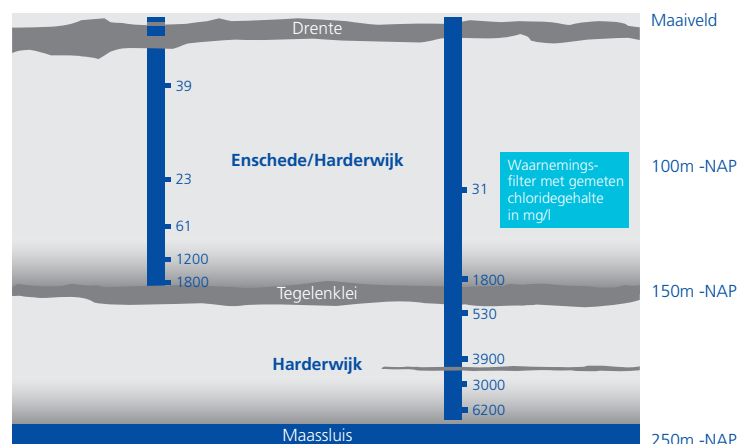 Drente
Maaiveld
39
Enschede/Harderwijk
Waarnemings-
filter met gemeten
chloridegehalte
in mg/l
100m -NAP
23
31
61
1200
1800
1800
Tegelenklei
150m -NAP
530
Harderwijk
3900
3000
6200
Maassluis
250m -NAP